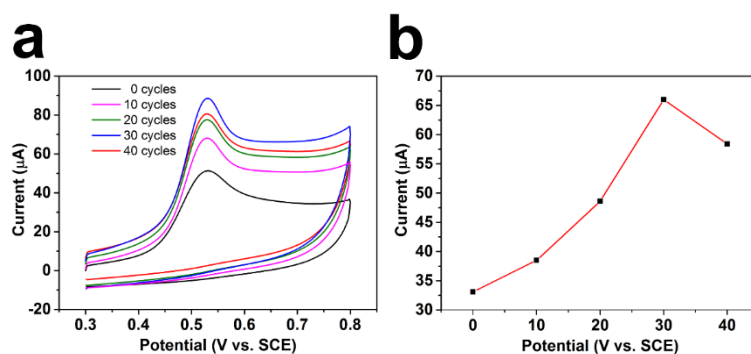 a
100
80
60
40
20
0
-20
Current (μA)
0 cycles
10 cycles
20 cycles
30 cycles
40 cycles
0.3 0.4 0.5 0.6 0.7 0.8
Potential (V vs. SCE)
b
70
65
60
55
50
45
40
35
30
Current (μA)
0 10 20 30 40
Potential (V vs. SCE)